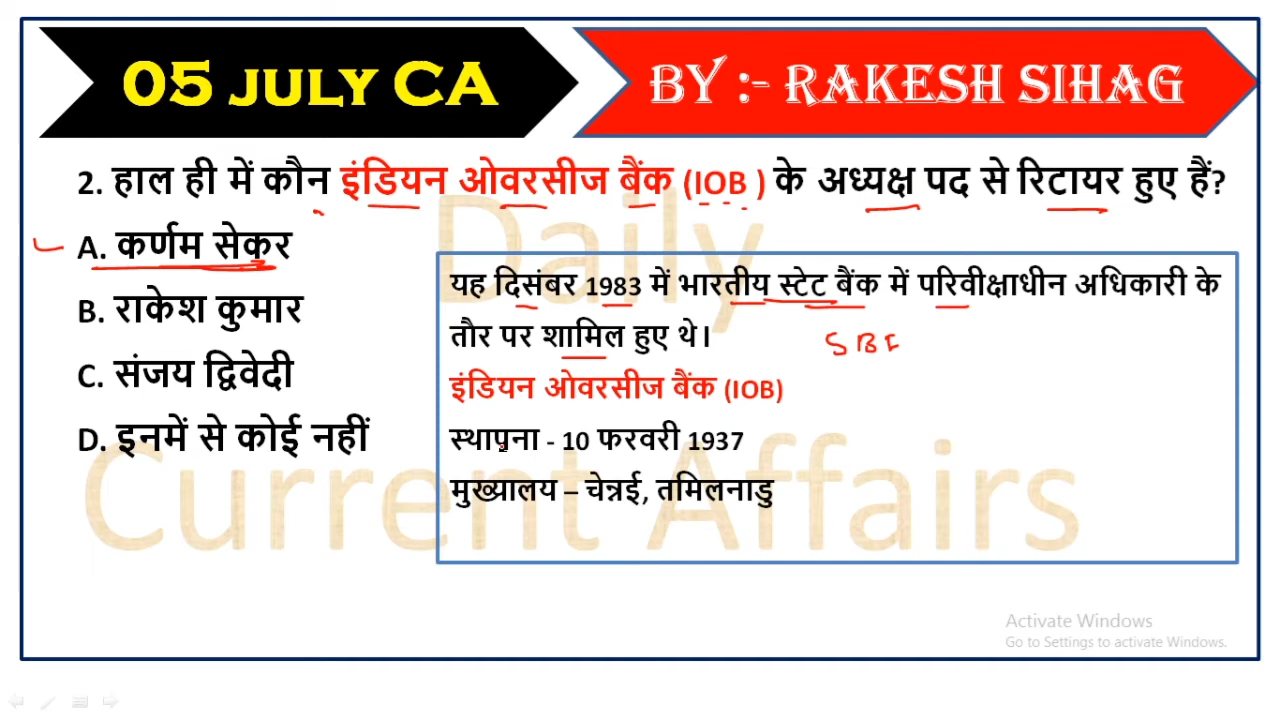 05 JULY CA
BY :- RAKESH SIHAG
2. हाल ही में कौन इंडियन ओवरसीज बैंक (IOB ) के अध्यक्ष पद से रिटायर हुए हैं?
A. कर्णम सेकर
B. राकेश कुमार
C. संजय द्विवेदी
D. इनमें से कोई नहीं
यह दिसंबर 1983 में भारतीय स्टेट बैंक में परिवीक्षाधीन अधिकारी के
तौर पर शामिल हुए थे।
SBI
इंडियन ओवरसीज बैंक (IOB)
स्थापना - 10 फरवरी 1937
मुख्यालय – चेन्नई, तमिलनाडु
Daily
Current Affairs
Activate Windows
Go to Settings to activate Windows.